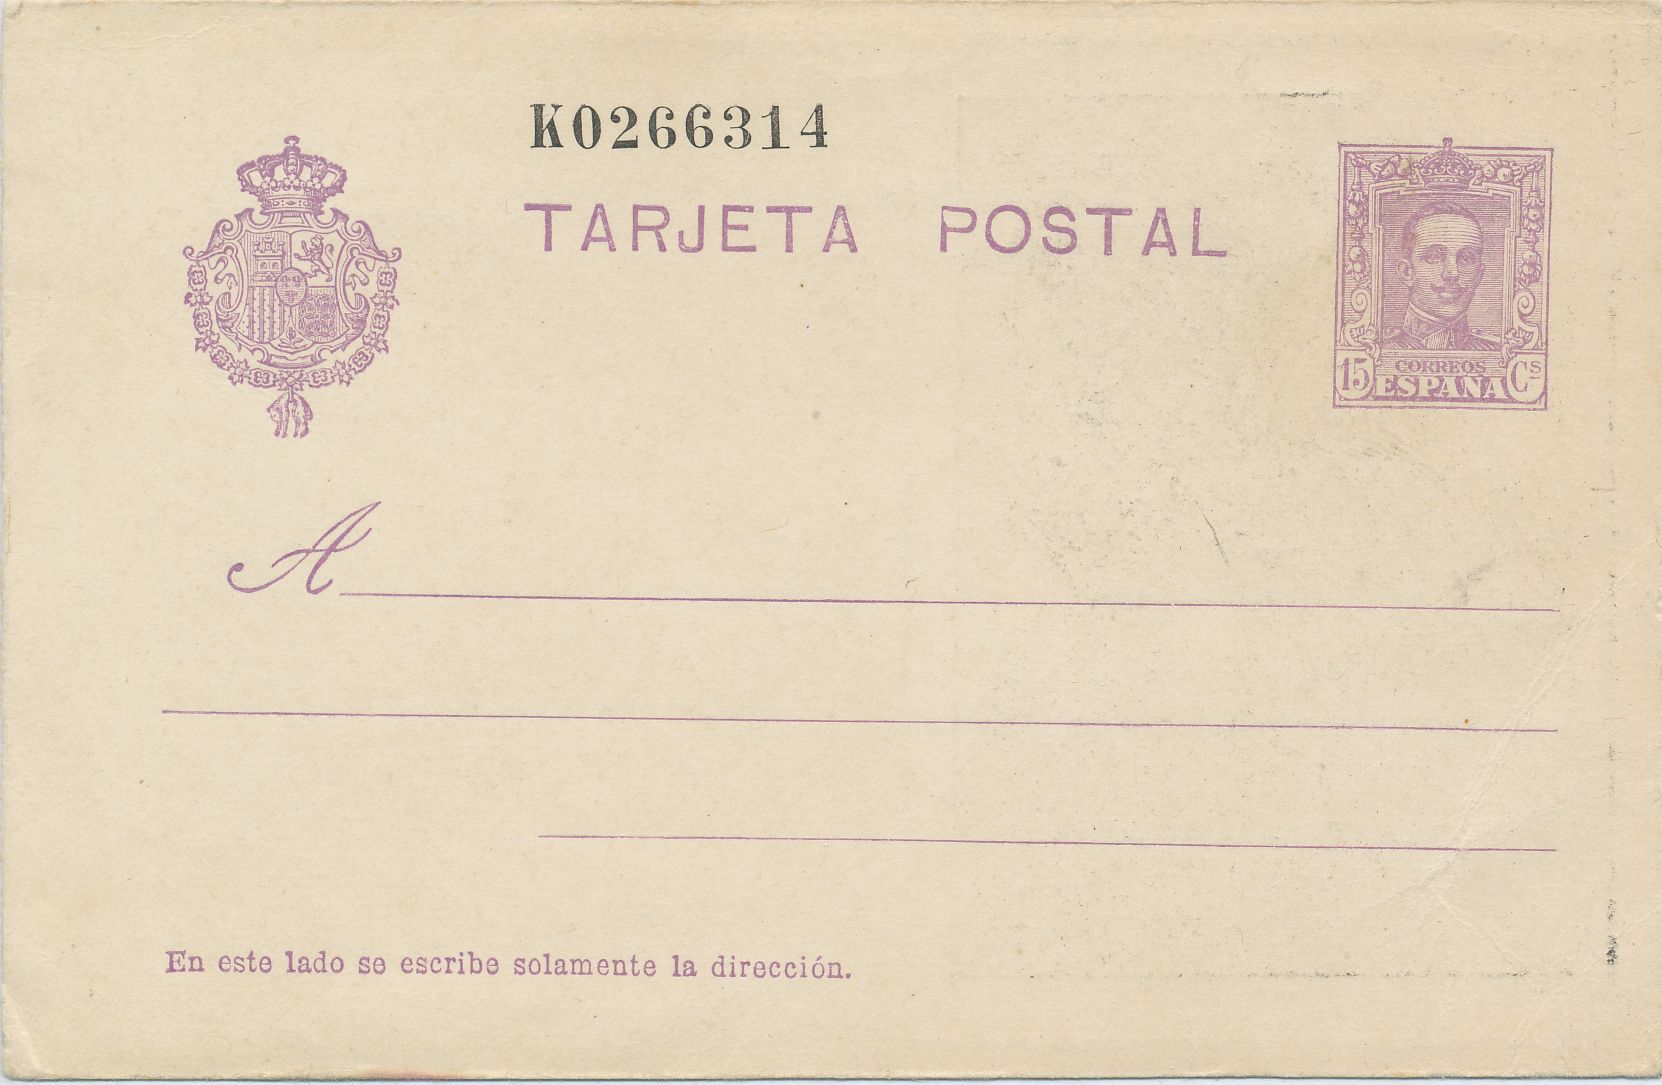 K0266314
TARJETA POSTAL
CORREOS
15 ESPAÑA Cs
A
En este lado se escribe solamente la dirección.